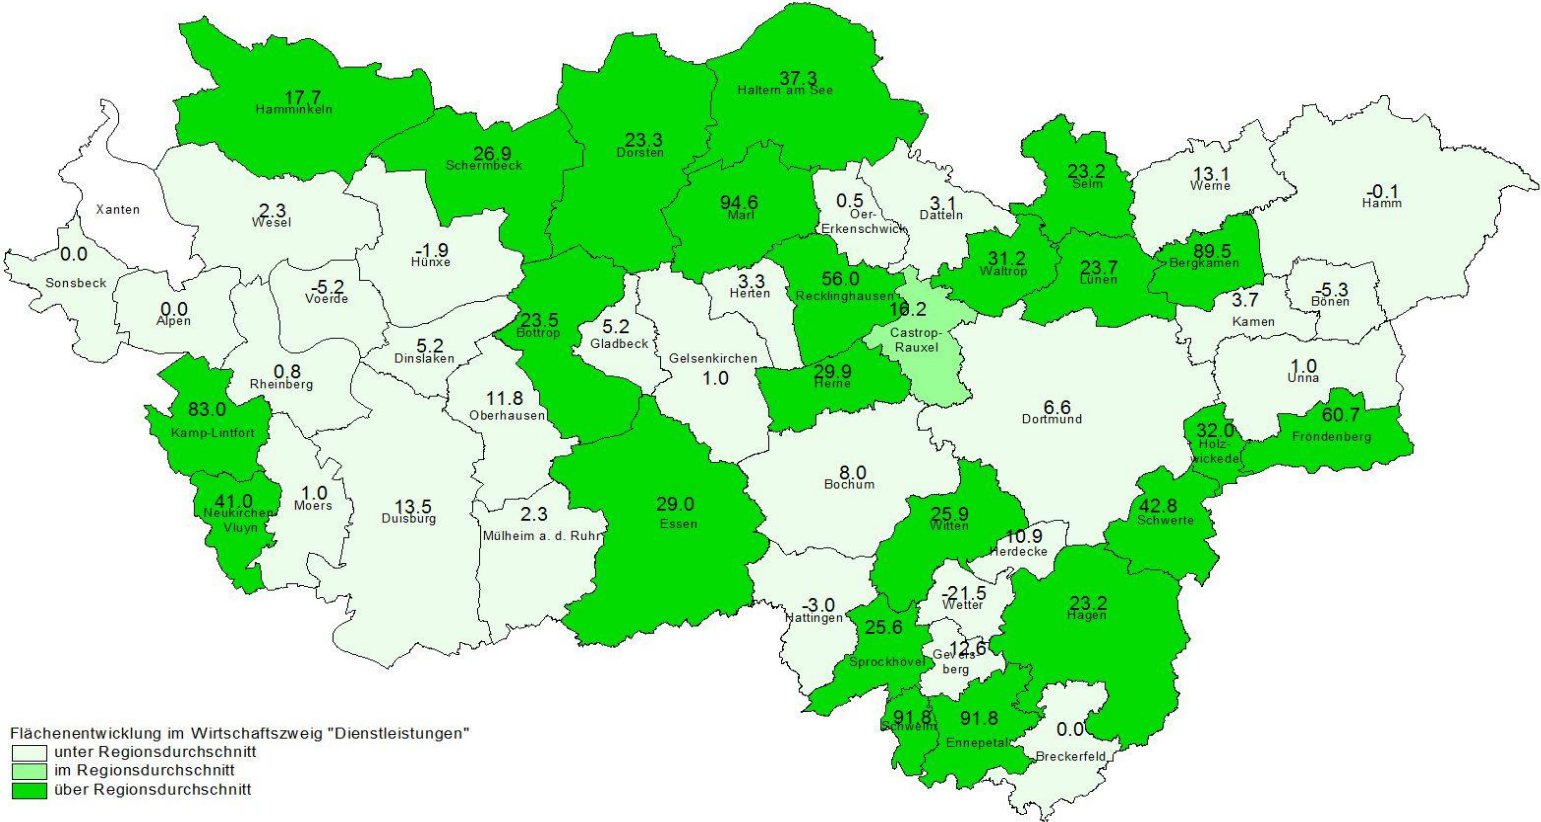 37.3
Haltern am See
17.7
Hamminkeln
23.3
Dorsten
26.9
Schermbeck
23.2
Selm
13.1
Werne
-0.1
Hamm
94.6
Marl
0.5
Oer-
Erkenschwick
3.1
Datteln
Xanten
2.3
Wesel
-1.9
Hünxe
0.0
Sonsbeck
31.2
Waltrop
23.7
Lünen
89.5
Bergkamen
-5.2
Voerde
3.3
Herten
56.0
Recklinghausen
16.2
Castrop-
Rauxel
3.7
Kamen
-5.3
Bönen
0.0
Alpen
23.5
Bottrop
5.2
Gladbeck
5.2
Dinslaken
Gelsenkirchen
1.0
29.9
Herne
0.8
Rheinberg
1.0
Unna
83.0
Kamp-Lintfort
11.8
Oberhausen
6.6
Dortmund
32.0
Holz-
wickede
60.7
Fröndenberg
8.0
Bochum
41.0
Neukirchen-
Vluyn
1.0
Moers
13.5
Duisburg
2.3
Mülheim a. d. Ruhr
29.0
Essen
25.9
Witten
42.8
Schwerte
10.9
Herdecke
-3.0
Hattingen
-21.5
Wetter
23.2
Hagen
25.6
Sprockhövel
12.6
Gevels-
berg
91.8
Schwelm
91.8
Ennepetal
0.0
Breckerfeld
Flächenentwicklung im Wirtschaftszweig "Dienstleistungen"
unter Regionsdurchschnitt
im Regionsdurchschnitt
über Regionsdurchschnitt